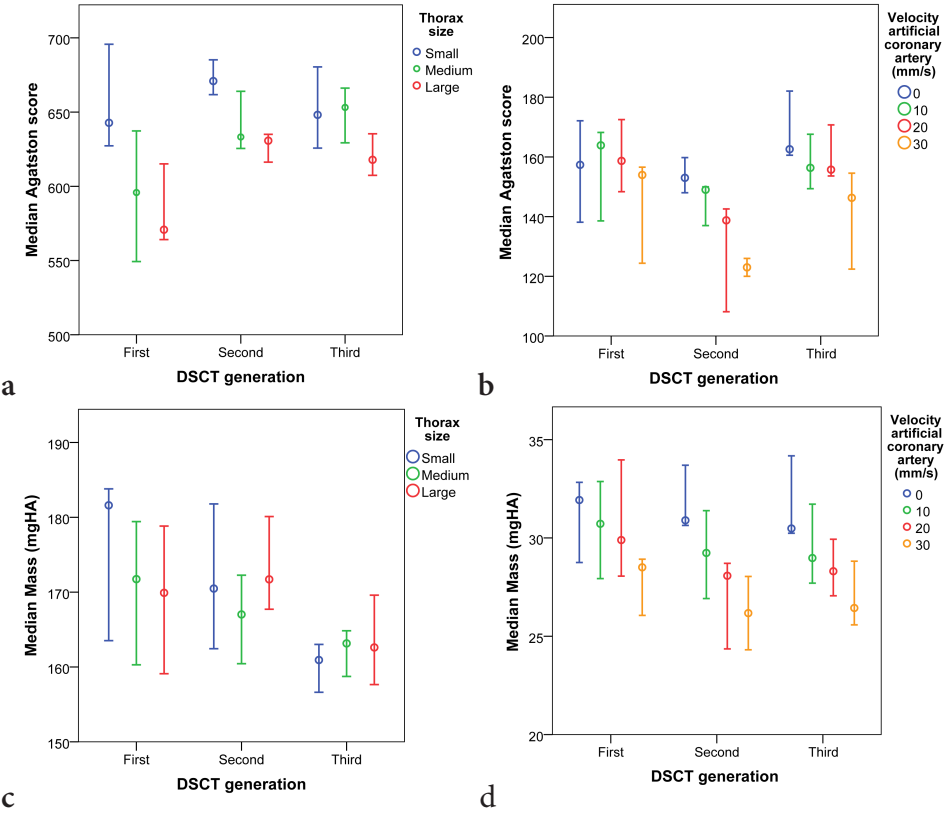 Thorax
size
Small
Medium
Large
Median Agatston score
700
650
600
550
500
First
Second
Third
DSCT generation
a
Velocity
artificial
coronary
artery
(mm/s)
0
10
20
30
Median Agatston score
200
180
160
140
120
100
First
Second
Third
DSCT generation
b
Thorax
size
Small
Medium
Large
Median Mass (mgHA)
190
180
170
160
150
First
Second
Third
DSCT generation
c
Velocity
artificial
coronary
artery
(mm/s)
0
10
20
30
Median Mass (mgHA)
35
30
25
20
First
Second
Third
DSCT generation
d